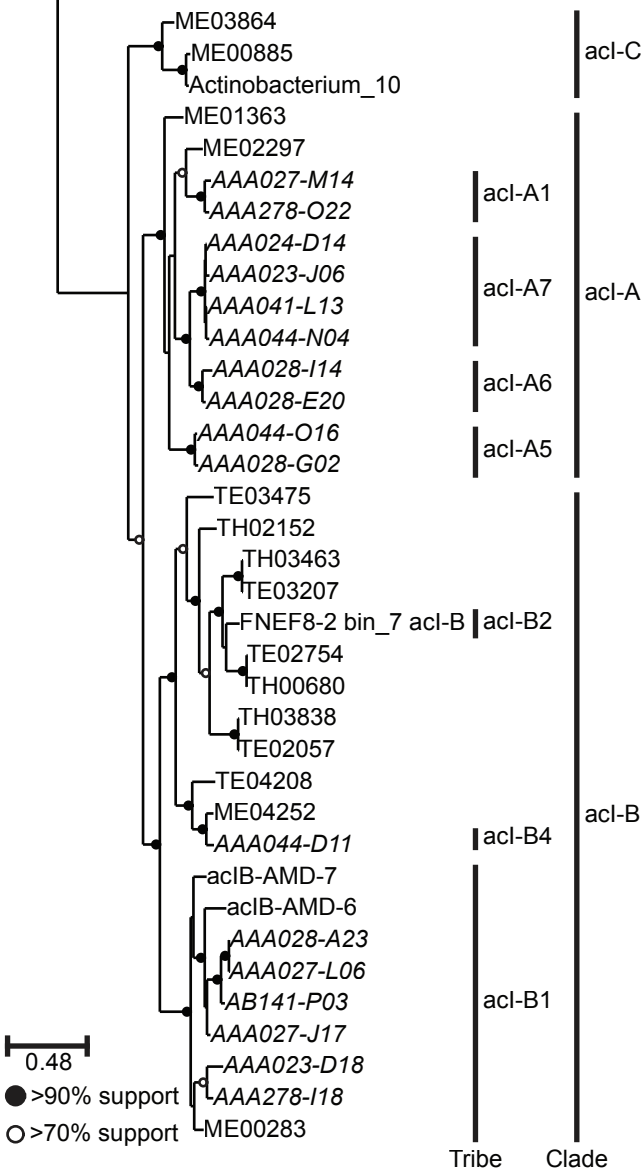 ME03864
ME00885
acI-C
Actinobacterium_10
ME01363
ME02297
AAA027-M14
acI-A1
AAA278-O22
AAA024-D14
AAA023-J06
acI-A7
acI-A
AAA041-L13
AAA044-N04
AAA028-I14
acI-A6
AAA028-E20
AAA044-O16
acI-A5
AAA028-G02
TE03475
TH02152
TH03463
TE03207
FNEF8-2 bin_7 acI-B
acI-B2
TE02754
TH00680
TH03838
TE02057
TE04208
ME04252
acI-B
AAA044-D11
acI-B4
acIB-AMD-7
acIB-AMD-6
AAA028-A23
AAA027-L06
AB141-P03
acI-B1
AAA027-J17
0.48
AAA023-D18
>90% support
AAA278-I18
>70% support
ME00283
Tribe
Clade